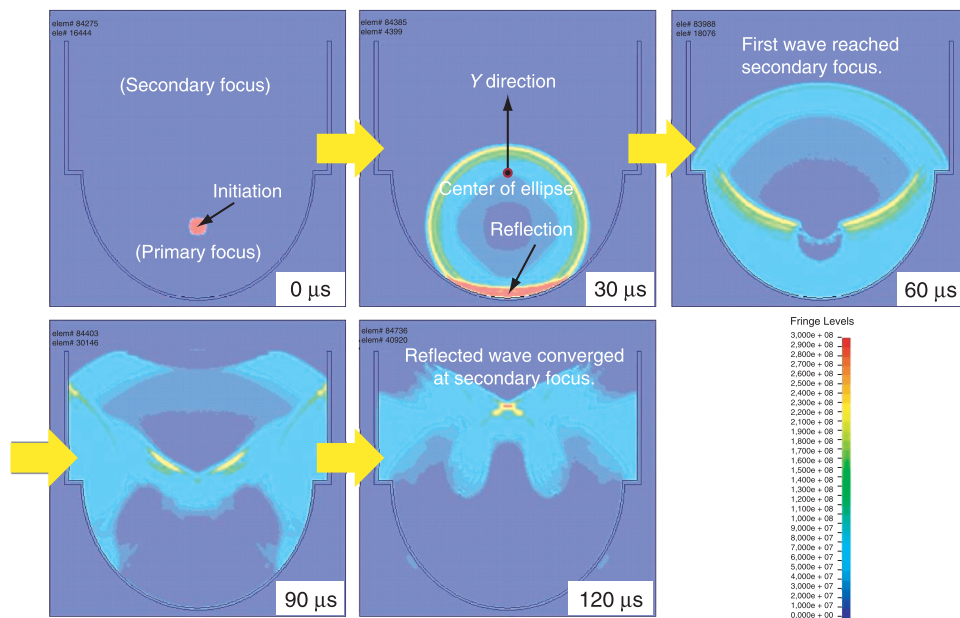 elem# 84275
ele# 16444
(Secondary focus)
Initiation
(Primary focus)
0 µs
elem# 84385
elem# 4399
Y direction
Center of ellipse
Reflection
30 µs
ele# 83988
ele# 18076
First wave reached
secondary focus.
60 µs
elem# 84403
elem# 30146
90 µs
elem# 84736
elem# 40920
Reflected wave converged
at secondary focus.
120 µs
Fringe Levels
3,000e + 08
2,900e + 08
2,800e + 08
2,700e + 08
2,600e + 08
2,500e + 08
2,400e + 08
2,300e + 08
2,200e + 08
2,100e + 08
1,900e + 08
1,800e + 08
1,700e + 08
1,600e + 08
1,500e + 08
1,400e + 08
1,300e + 08
1,200e + 08
1,100e + 08
1,000e + 08
9,000e + 07
8,000e + 07
7,000e + 07
6,000e + 07
5,000e + 07
4,000e + 07
3,000e + 07
2,000e + 07
1,000e + 07
0,000e + 00